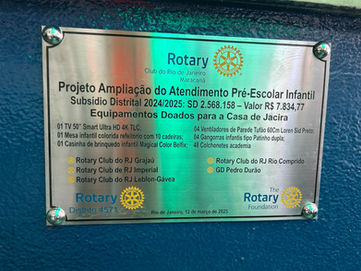 Rotary
Club do Rio de Janeiro
Maracanã
Projeto Ampliação do Atendimento Pré-Escolar Infantil
Subsídio Distrital 2024/2025: SD 2.568.158 – Valor R$ 7.834,77
Equipamentos Doados para a Casa de Jacira
01 TV 50" Smart Ultra HD 4K TLC;
01 Mesa infantil colorida refeitório com 10 cadeiras;
01 Casinha de brinquedo infantil Magical Color Belfix;
04 Ventiladores de Parede Tufão 60Cm Loren Sid Preto;
04 Gangorras infantis tipo Patinho dupla;
48 Colchonetes academia
Rotary Club do RJ Grajaú
Rotary Club do RJ Imperial
Rotary Club do RJ Leblon-Gávea
Rotary Club do RJ Rio Comprido
GD Pedro Durão
Rotary
Distrito 4571
Rio de Janeiro, 12 de março de 2025
The
Rotary
Foundation